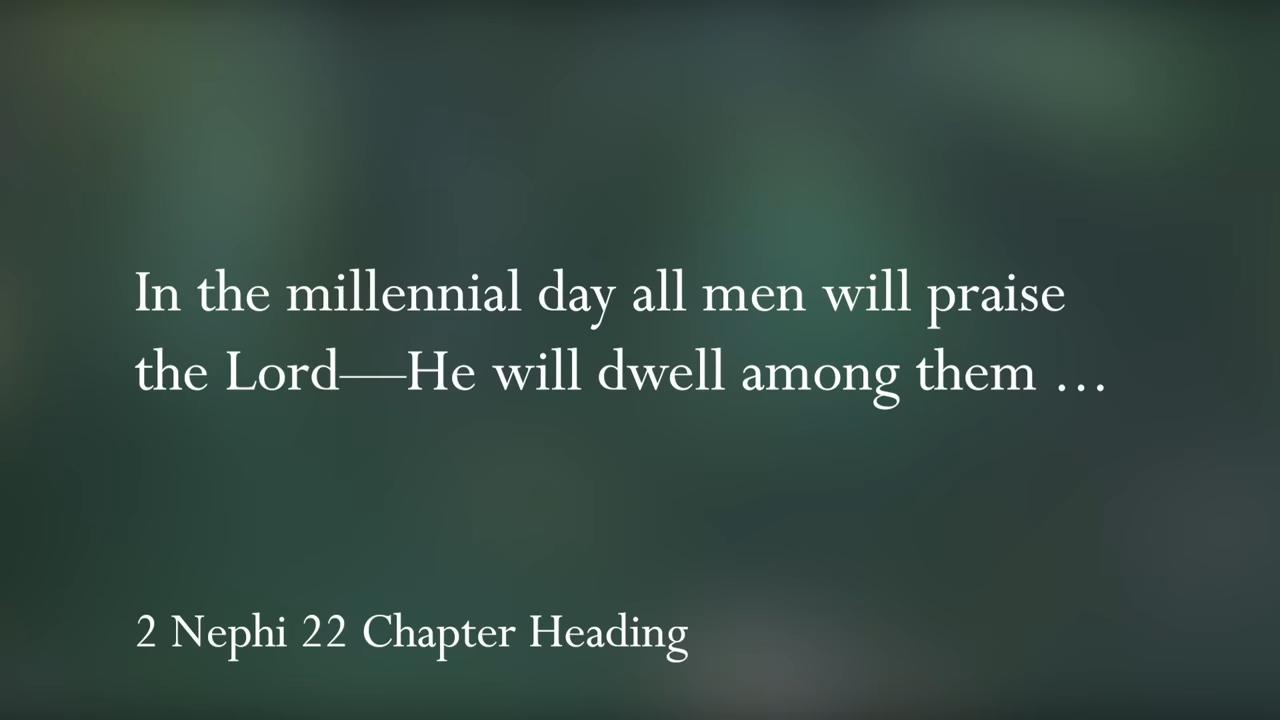 In the millennial day all men will praise
the Lord—He will dwell among them …
2 Nephi 22 Chapter Heading